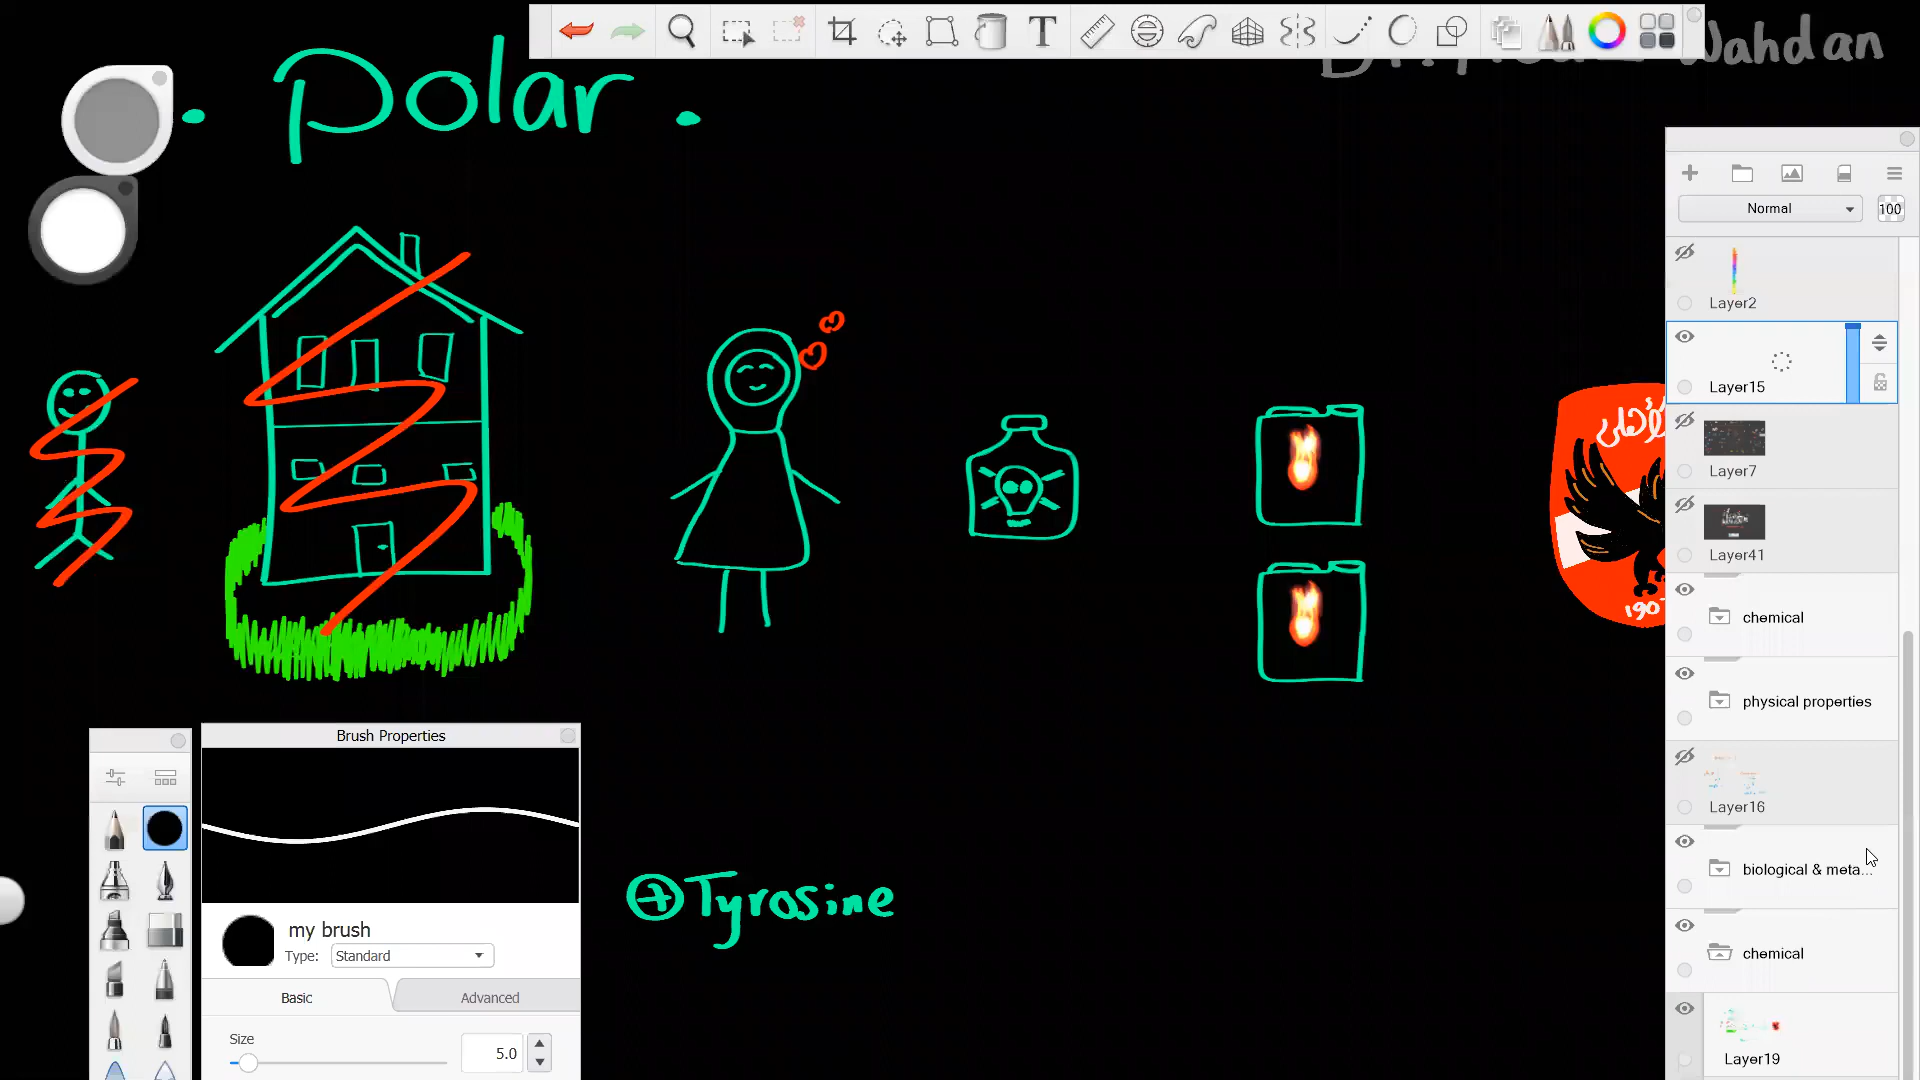 Wahdan
. Polar .
Normal
100
Layer2
Layer15
Layer7
Layer41
chemical
physical properties
Layer16
biological & meta...
chemical
Layer19
190
Brush Properties
my brush
Type: Standard
Basic
Advanced
Size
5.0
+ Tyrosine
T